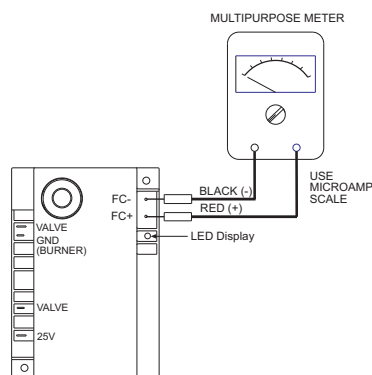 MULTIPURPOSE METER
USE
MICROAMP
SCALE
BLACK (-)
FC-
RED (+)
FC+
LED Display
VALVE
GND
(BURNER)
VALVE
25V